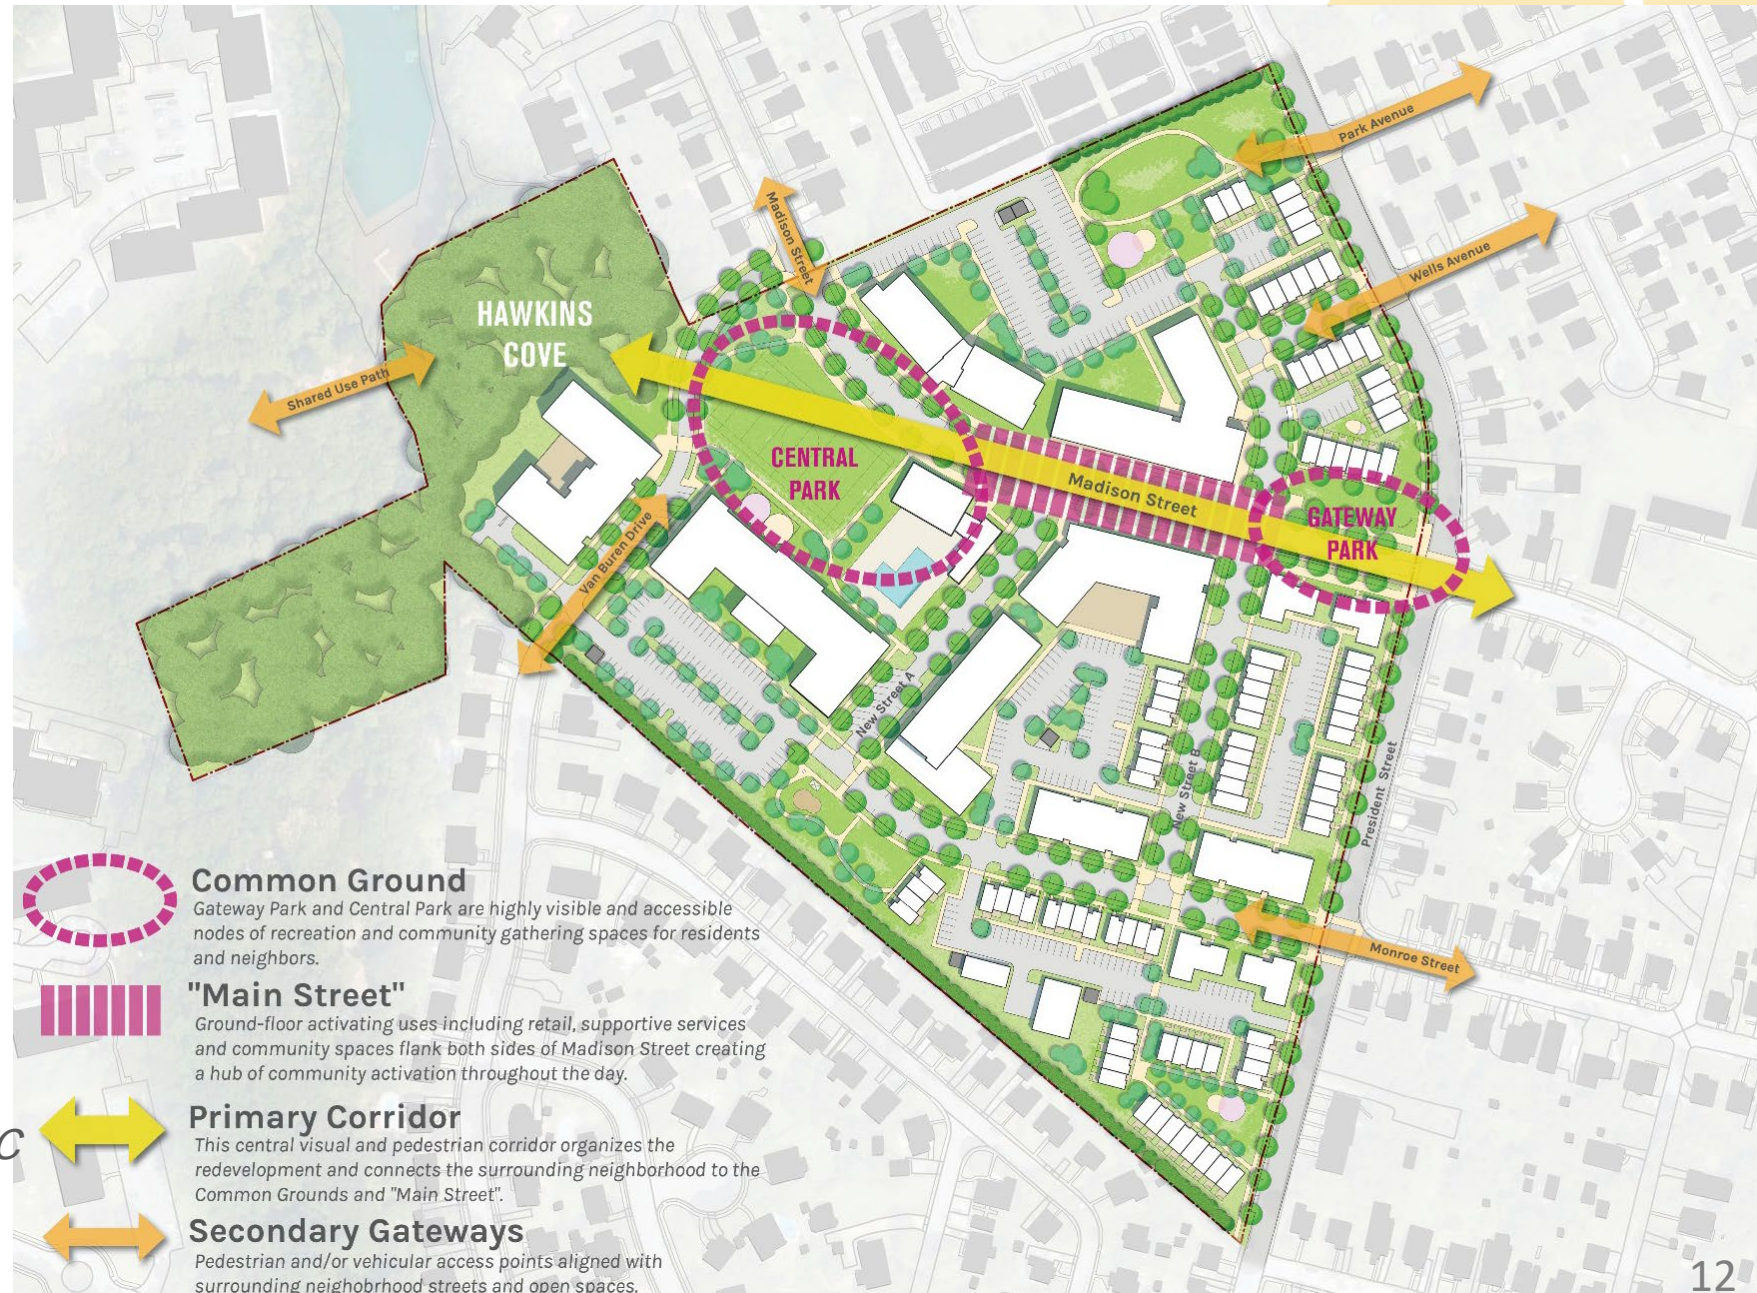 Park Avenue
Madison Street
Wells Avenue
HAWKINS
COVE
Shared Use Path
CENTRAL
PARK
Madison Street
GATEWAY
PARK
Van Buren Drive
New Street A
New Street B
President Street
Monroe Street
Common Ground
Gateway Park and Central Park are highly visible and accessible
nodes of recreation and community gathering spaces for residents
and neighbors.
"Main Street"
Ground-floor activating uses including retail, supportive services
and community spaces flank both sides of Madison Street creating
a hub of community activation throughout the day.
c
Primary Corridor
This central visual and pedestrian corridor organizes the
redevelopment and connects the surrounding neighborhood to the
Common Grounds and "Main Street".
Secondary Gateways
Pedestrian and/or vehicular access points aligned with
surrounding neighobrhood streets and open spaces.
12